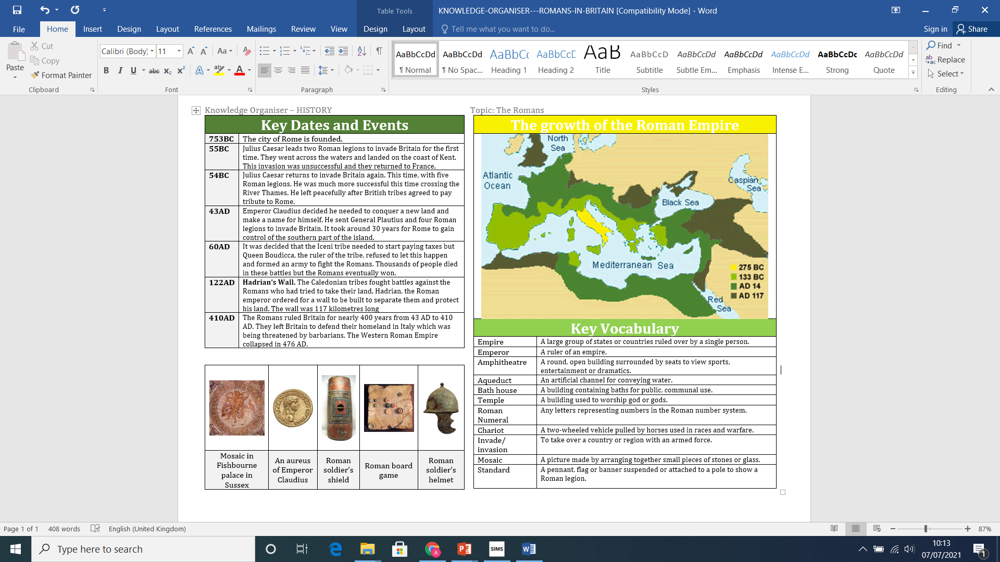 KNOWLEDGE-ORGANISER---ROMANS-IN-BRITAIN [Compatibility Mode] - Word
Table Tools
File
Home
Insert
Design
Layout
References
Mailings
Review
View
Design
Layout
Tell me what you want to do...
Sign in
Share
Paste
Cut
Copy
Format Painter
Clipboard
Calibri (Body)
11
Font
Paragraph
AaBbCcDd
¶ Normal
AaBbCcDd
¶ No Spac...
AaBbCc
Heading 1
AaBbCcD
Heading 2
AaB
Title
AaBbCcD
Subtitle
AaBbCcDd
Subtle Em...
AaBbCcDd
Emphasis
AaBbCcDd
Intense E...
AaBbCcDc
Strong
AaBbCcDd
Quote
Styles
Find
Replace
Select
Editing
Knowledge Organiser – HISTORY
Topic: The Romans
Key Dates and Events
753BC The city of Rome is founded.
55BC Julius Caesar leads two Roman legions to invade Britain for the first
time. They went across the waters and landed on the coast of Kent.
This invasion was unsuccessful and they returned to France.
54BC Julius Caesar returns to invade Britain again. This time, with five
Roman legions. He was much more successful this time crossing the
River Thames. He left peacefully after British tribes agreed to pay
tribute to Rome.
43AD Emperor Claudius decided he needed to conquer a new land and
make a name for himself. He sent General Plautius and four Roman
legions to invade Britain. It took around 30 years for Rome to gain
control of the southern part of the island.
60AD It was decided that the Iceni tribe needed to start paying taxes but
Queen Boudicca, the ruler of the tribe, refused to let this happen
and formed an army to fight the Romans. Thousands of people died
in these battles but the Romans eventually won.
122AD Hadrian's Wall. The Caledonian tribes fought battles against the
Romans who had tried to take their land. Hadrian, the Roman
emperor ordered for a wall to be built to separate them and protect
his land. The wall was 117 kilometres long
410AD The Romans ruled Britain for nearly 400 years from 43 AD to 410
AD. They left Britain to defend their homeland in Italy which was
being threatened by barbarians. The Western Roman Empire
collapsed in 476 AD.
Mosaic in
Fishbourne
palace in
Sussex
An aureus
of Emperor
Claudius
Roman
soldier's
shield
Roman board
game
Roman
soldier's
helmet
The growth of the Roman Empire
North
Sea
Atlantic
Ocean
Caspian
Sea
Black Sea
Mediterranean Sea
Red
Sea
275 BC
133 BC
AD 14
AD 117
Key Vocabulary
Empire A large group of states or countries ruled over by a single person.
Emperor A ruler of an empire.
Amphitheatre A round, open building surrounded by seats to view sports,
entertainment or dramatics.
Aqueduct An artificial channel for conveying water.
Bath house A building containing baths for public, communal use.
Temple A building used to worship god or gods.
Roman Any letters representing numbers in the Roman number system.
Numeral
Chariot A two-wheeled vehicle pulled by horses used in races and warfare.
Invade/ To take over a country or region with an armed force.
invasion
Mosaic A picture made by arranging together small pieces of stones or glass.
Standard A pennant, flag or banner suspended or attached to a pole to show a
Roman legion.
Page 1 of 1
408 words
English (United Kingdom)
87%
Type here to search
SIMS
10:13
07/07/2021
1